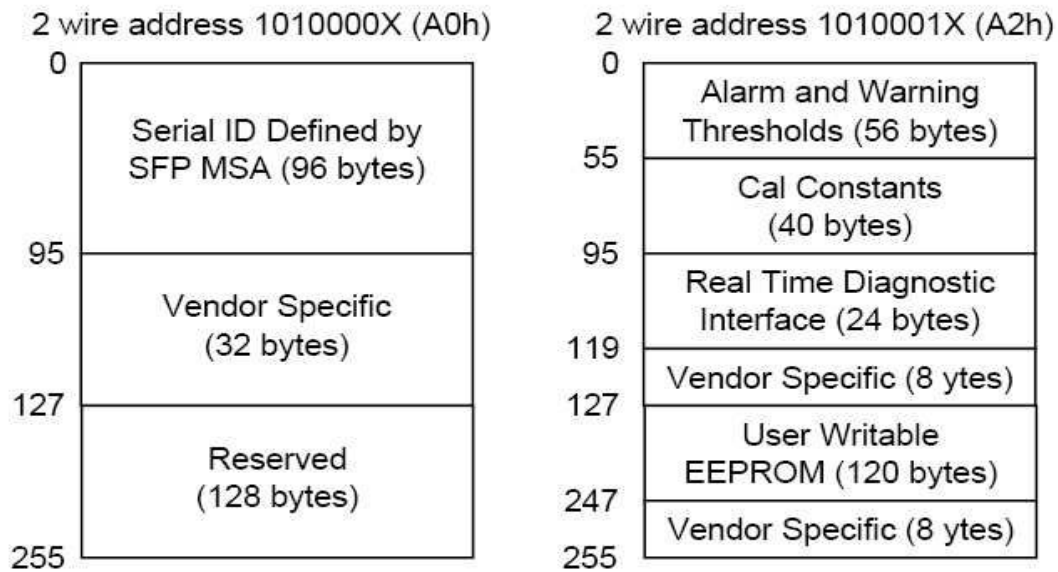 2 wire address 1010000X (A0h)
0
Serial ID Defined by
SFP MSA (96 bytes)
95
Vendor Specific
(32 bytes)
127
Reserved
(128 bytes)
255
2 wire address 1010001X (A2h)
0
Alarm and Warning
Thresholds (56 bytes)
55
Cal Constants
(40 bytes)
95
Real Time Diagnostic
Interface (24 bytes)
119
Vendor Specific (8 ytes)
127
User Writable
EEPROM (120 bytes)
247
Vendor Specific (8 ytes)
255